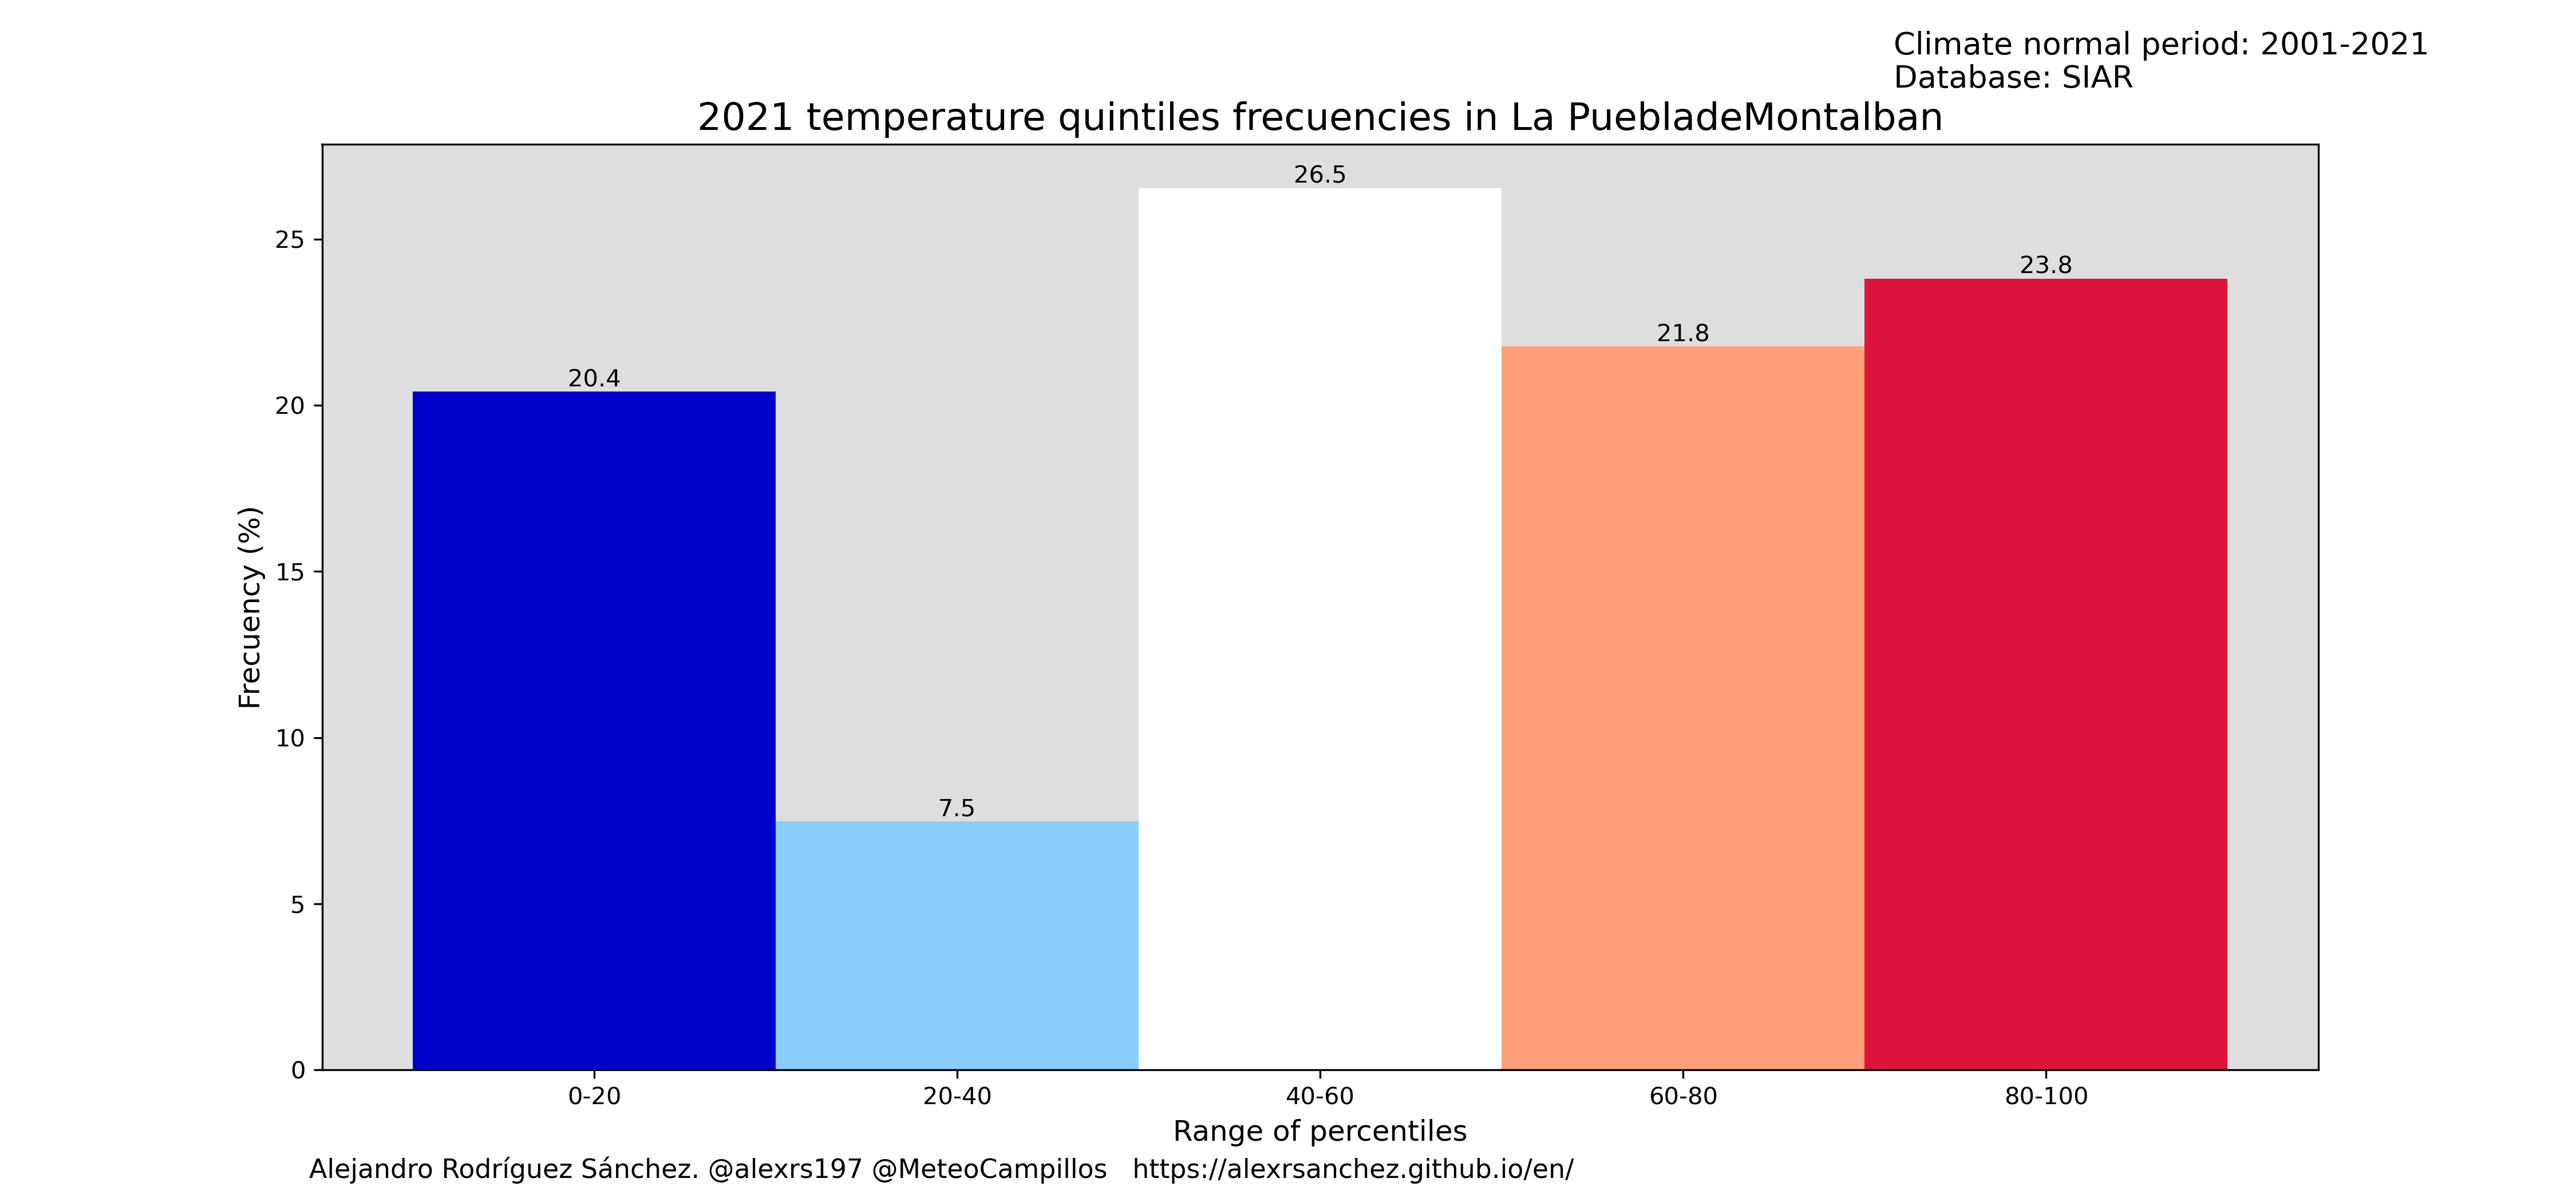 Climate normal period: 2001-2021
Database: SIAR
2021 temperature quintiles frecuencies in La PuebladeMontalban
26.5
25
23.8
21.8
20.4
20
Frecuency (%)
15
10
7.5
5
0
0-20 20-40 40-60 60-80 80-100
Range of percentiles
Alejandro Rodríguez Sánchez. @alexrs197 @MeteoCampillos https://alexrsanchez.github.io/en/